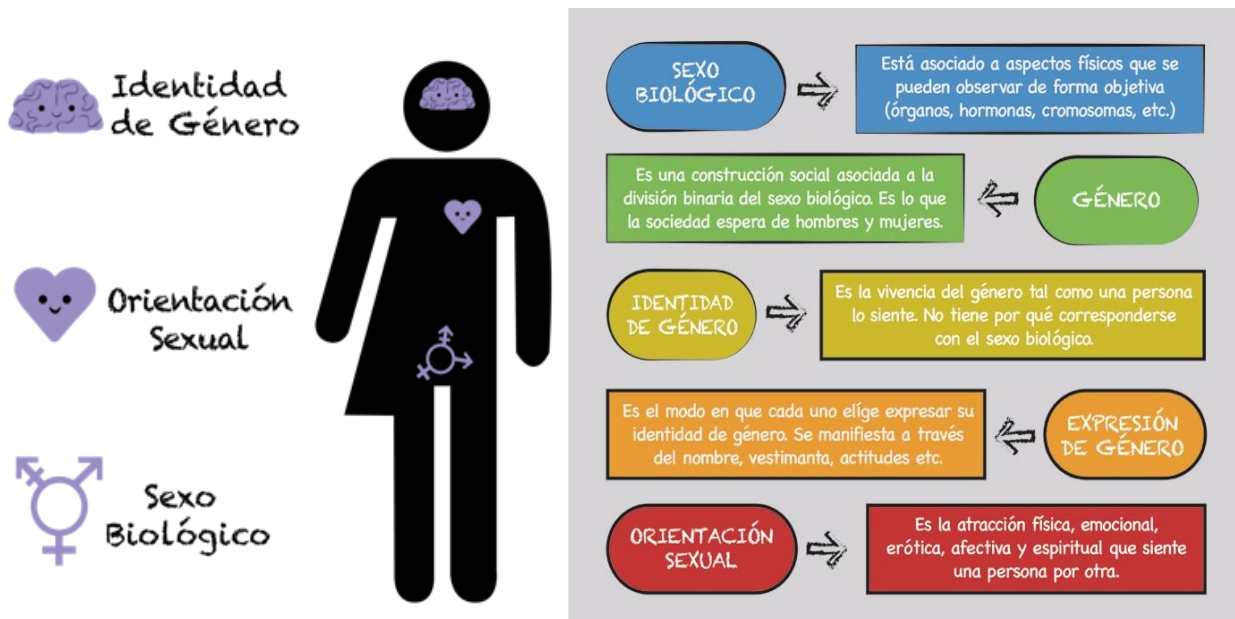 Identidad
de Género
Orientación
Sexual
Sexo
Biológico
SEXO
BIOLÓGICO
Está asociado a aspectos físicos que se
pueden observar de forma objetiva
(órganos, hormonas, cromosomas, etc.)
Es una construcción social asociada a la
división binaria del sexo biológico. Es lo que
la sociedad espera de hombres y mujeres.
GÉNERO
IDENTIDAD
DE GÉNERO
Es la vivencia del género tal como una persona
lo siente. No tiene por qué corresponderse
con el sexo biológico.
Es el modo en que cada uno elíge expresar su
identidad de género. Se manifiesta a través
del nombre, vestimanta, actitudes etc.
EXPRESIÓN
DE GÉNERO
ORIENTACIÓN
SEXUAL
Es la atracción física, emocional,
erótica, afectiva y espiritual que siente
una persona por otra.